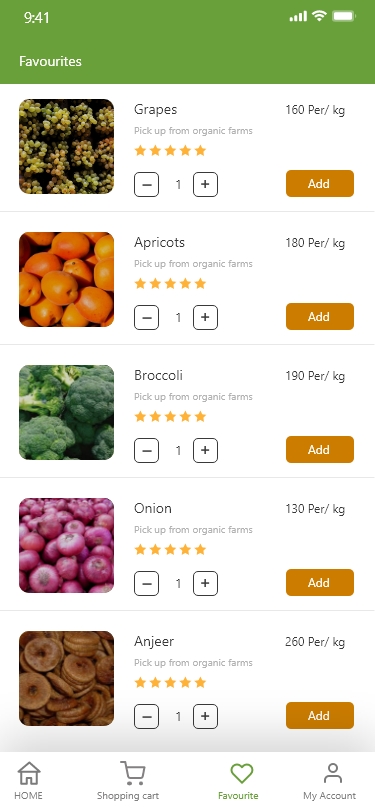 9:41
Favourites
Grapes 160 Per/ kg
Pick up from organic farms
1 Add
Apricots 180 Per/ kg
Pick up from organic farms
1 Add
Broccoli 190 Per/ kg
Pick up from organic farms
1 Add
Onion 130 Per/ kg
Pick up from organic farms
1 Add
Anjeer 260 Per/ kg
Pick up from organic farms
1 Add
HOME Shopping cart Favourite My Account